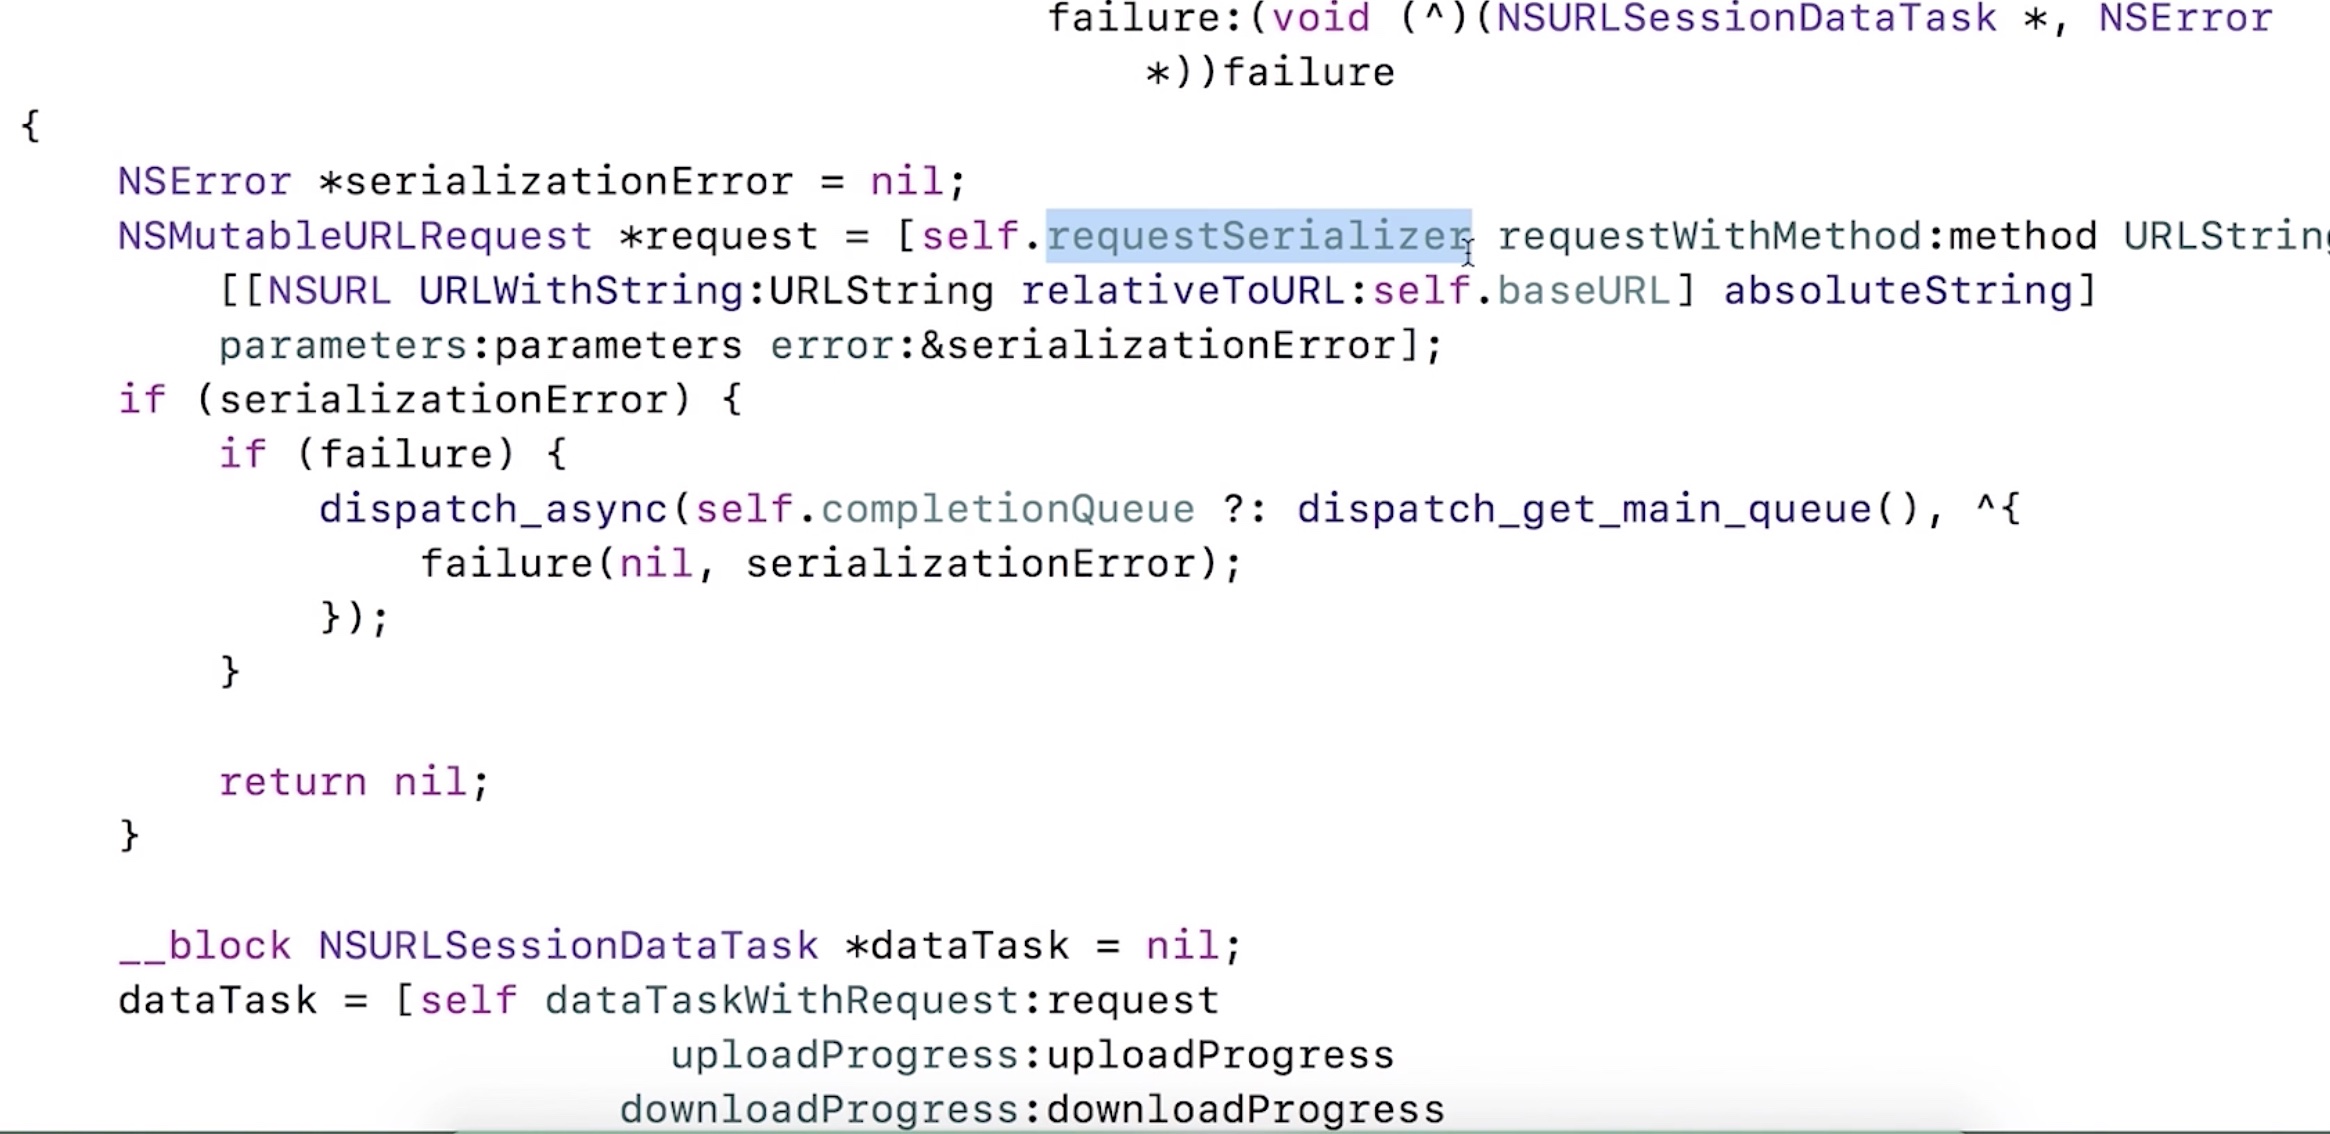 failure:(void (^)(NSURLSessionDataTask *, NSError
*))failure
{
NSError *serializationError = nil;
NSMutableURLRequest *request = [self.requestSerializer requestWithMethod:method URLString
[[NSURL URLWithString:URLString relativeToURL:self.baseURL] absoluteString]
parameters:parameters error:&serializationError];
if (serializationError) {
if (failure) {
dispatch_async(self.completionQueue ?: dispatch_get_main_queue(), ^{
failure(nil, serializationError);
});
}
return nil;
}
__block NSURLSessionDataTask *dataTask = nil;
dataTask = [self dataTaskWithRequest:request
uploadProgress:uploadProgress
downloadProgress:downloadProgress